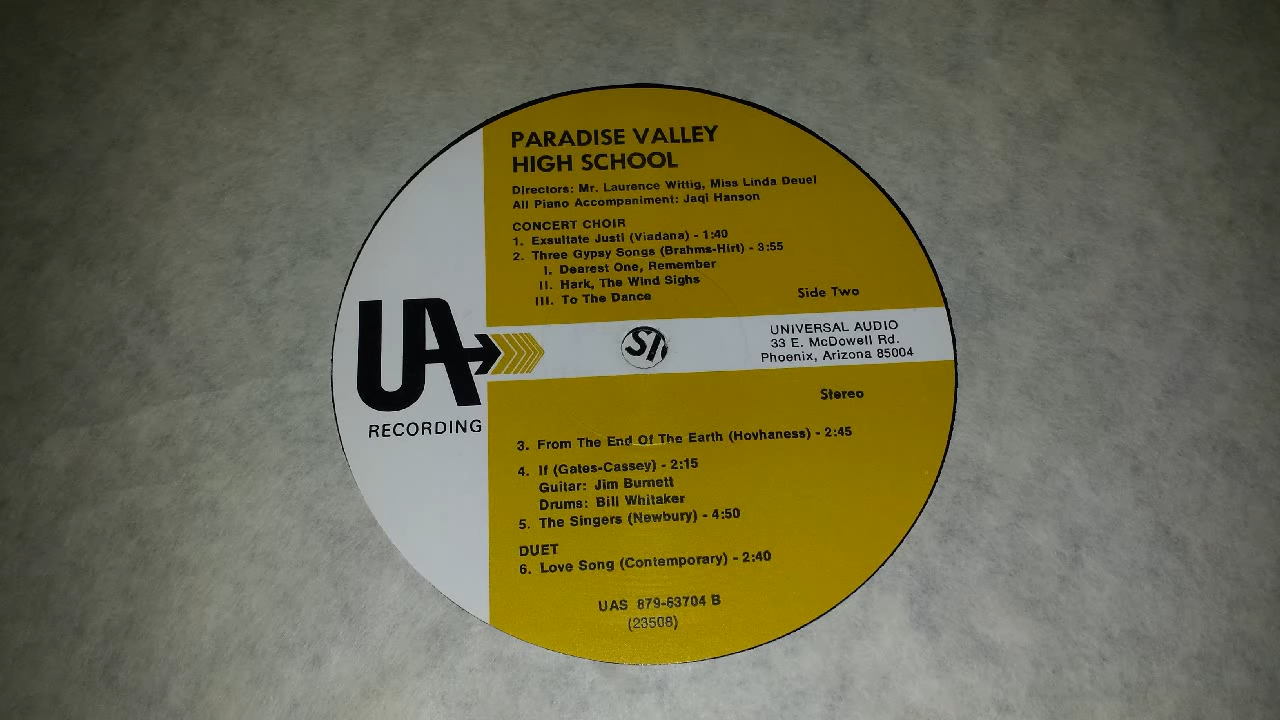 PARADISE VALLEY
HIGH SCHOOL
Directors: Mr. Laurence Wittig, Miss Linda Deuel
All Piano Accompaniment: Jaqi Hanson
CONCERT CHOIR
1. Exsultate Justi (Viadana) - 1:40
2. Three Gypsy Songs (Brahms-Hirt) - 3:55
I. Dearest One, Remember
II. Hark, The Wind Sighs
III. To The Dance
Side Two
UA
RECORDING
UNIVERSAL AUDIO
33 E. McDowell Rd.
Phoenix, Arizona 85004
Stereo
3. From The End Of The Earth (Hovhaness) - 2:45
4. If (Gates-Cassey) - 2:15
Guitar: Jim Burnett
Drums: Bill Whitaker
5. The Singers (Newbury) - 4:50
DUET
6. Love Song (Contemporary) - 2:40
UAS 879-63704 B
(23508)